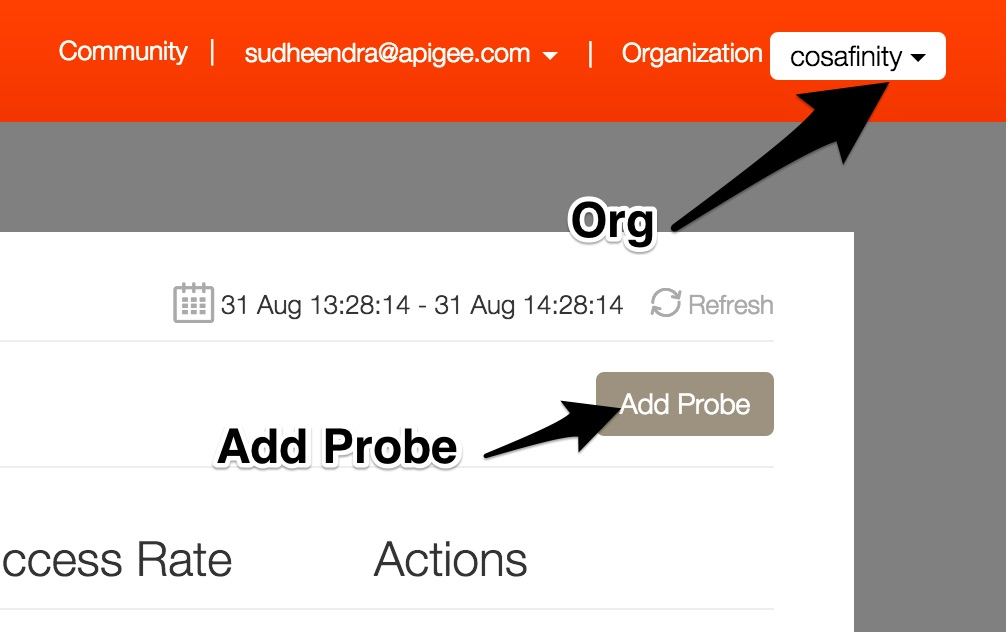 Community | sudheendra@apigee.com | Organization cosafinity
Org
31 Aug 13:28:14 - 31 Aug 14:28:14 Refresh
Add Probe
Add Probe
ccess Rate Actions